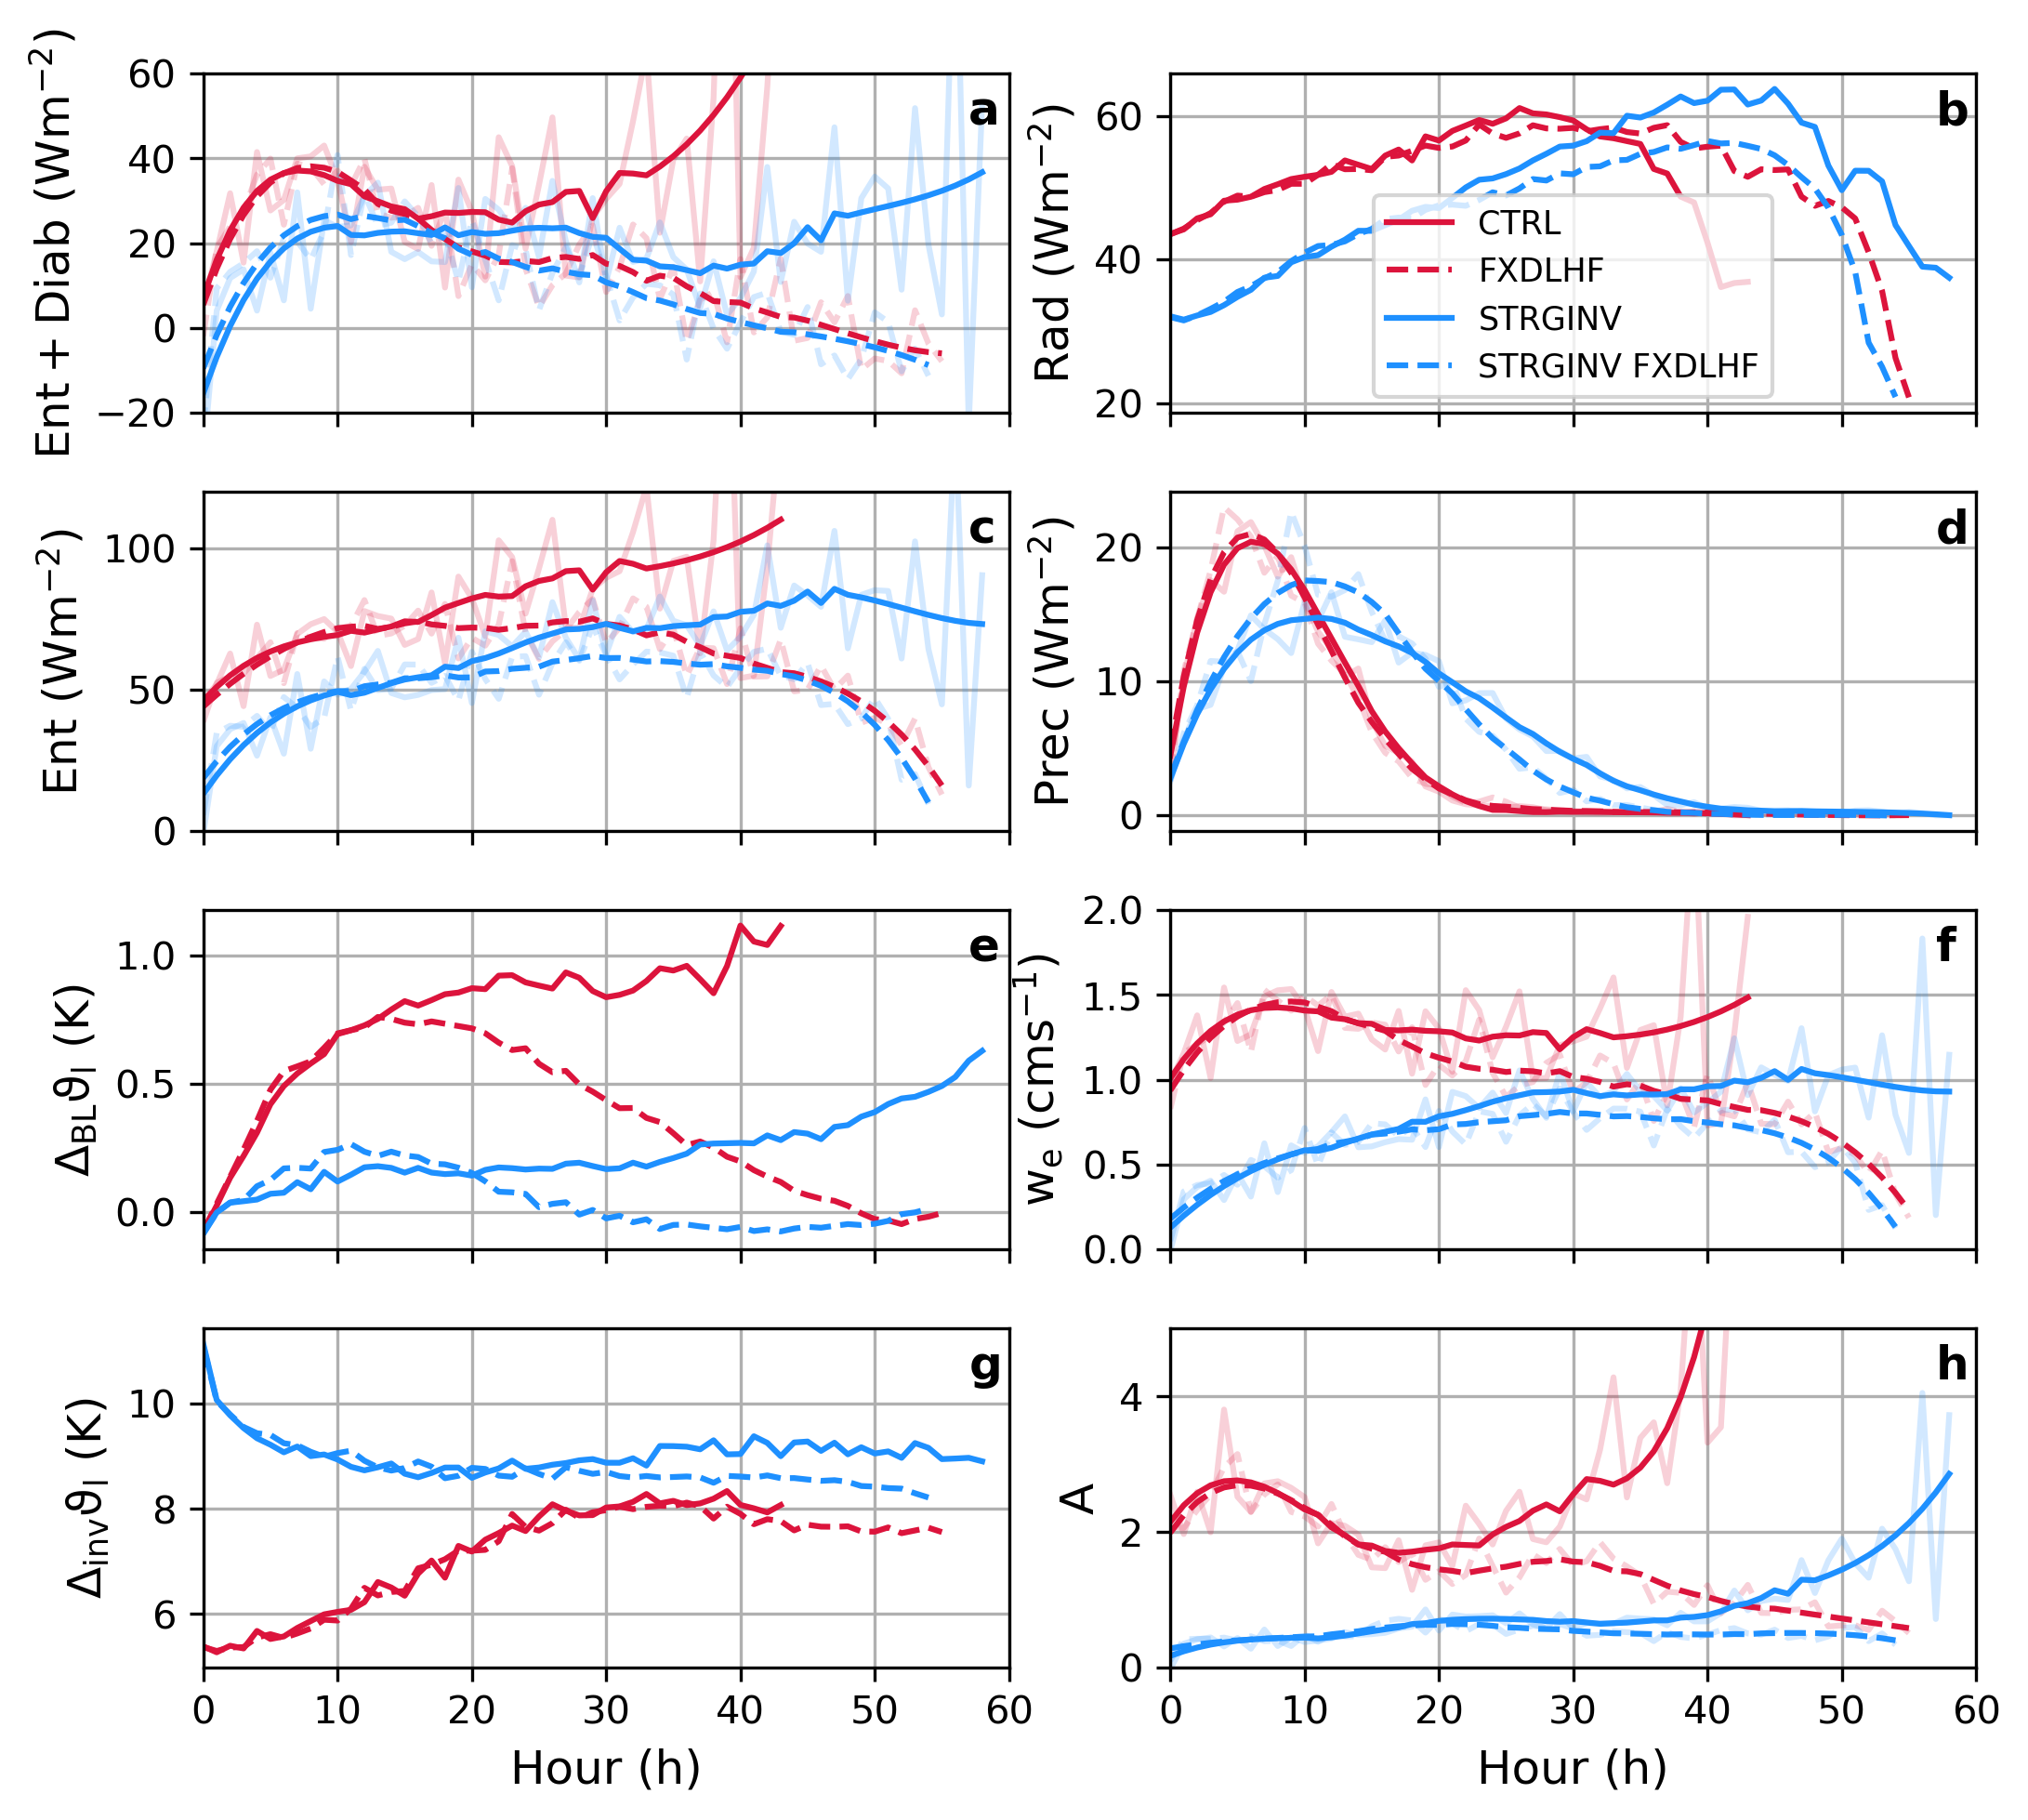 Ent + Diab (Wm⁻²)
60
40
20
0
−20
a
Rad (Wm⁻²)
60
40
20
b
CTRL
FXDLHF
STRGINV
STRGINV FXDLHF
Ent (Wm⁻²)
100
50
0
c
Prec (Wm⁻²)
20
10
0
d
Δ_BL ϑ_l (K)
1.0
0.5
0.0
e
w_e (cms⁻¹)
2.0
1.5
1.0
0.5
0.0
f
Δ_inv ϑ_l (K)
10
8
6
g
0 10 20 30 40 50 60
Hour (h)
A
4
2
0
h
0 10 20 30 40 50 60
Hour (h)